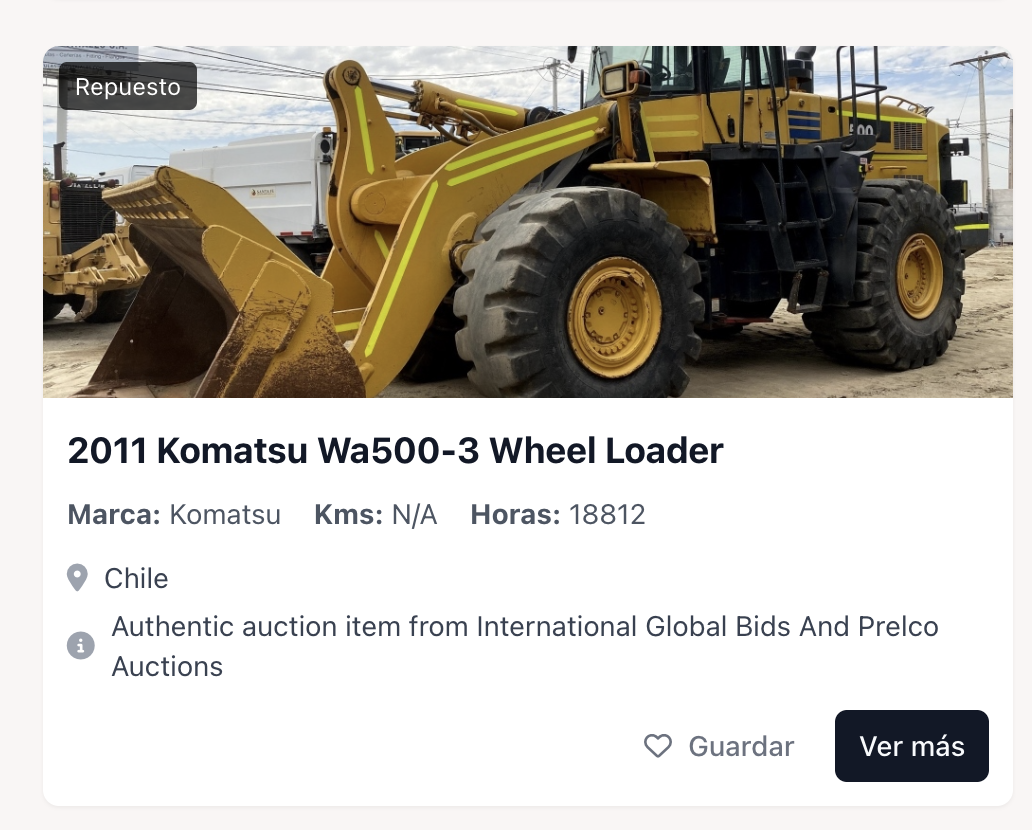 Repuesto
500
2011 Komatsu Wa500-3 Wheel Loader
Marca: Komatsu Kms: N/A Horas: 18812
Chile
Authentic auction item from International Global Bids And Prelco
Auctions
Guardar
Ver más